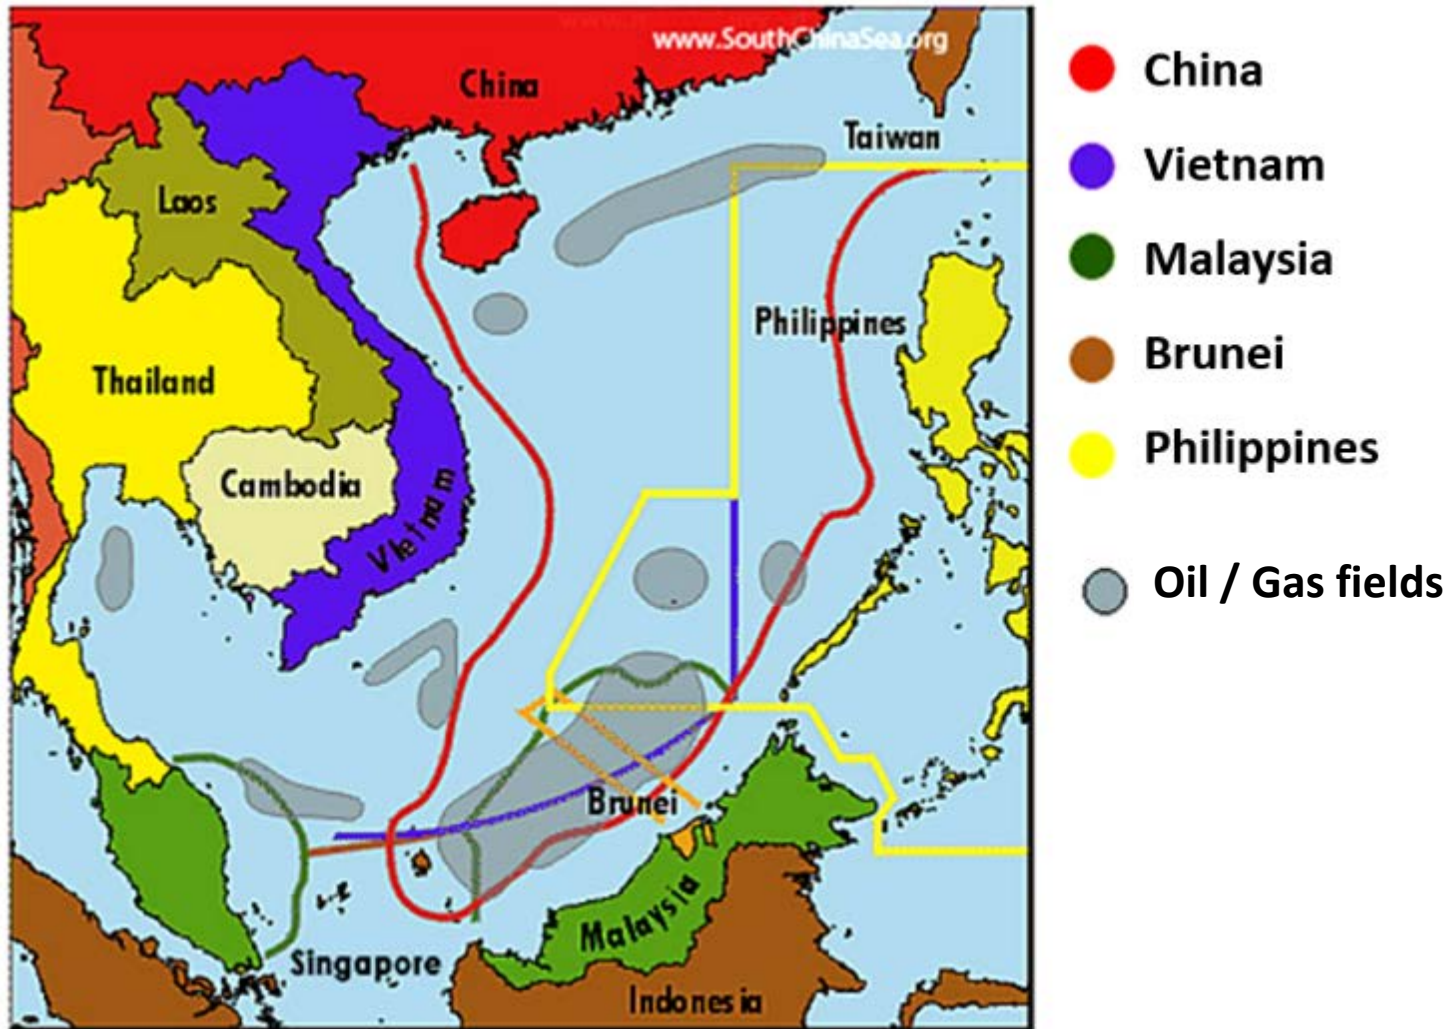 www.SouthChinaSea.org
China
China
Taiwan
Vietnam
Laos
Malaysia
Philippines
Brunei
Thailand
Philippines
Cambodia
Vietnam
Oil / Gas fields
Brunei
Malaysia
Singapore
Indonesia